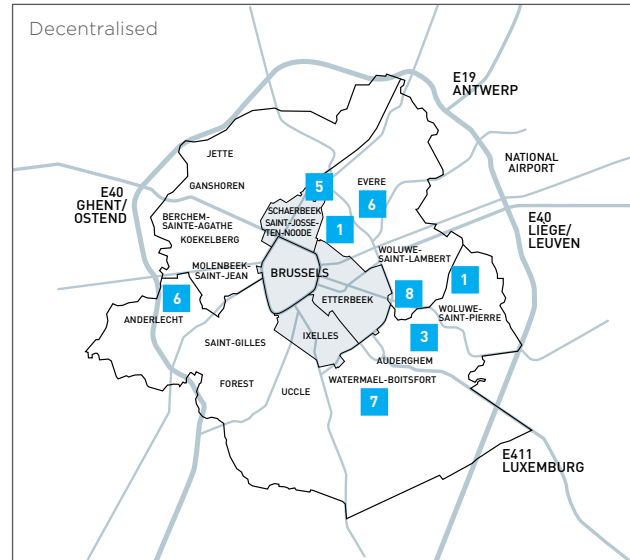 Decentralised
E19
ANTWERP
JETTE
NATIONAL
AIRPORT
GANSHOREN
5
EVERE
E40
GHENT/
OSTEND
6
SCHAERBEEK
E40
LIÈGE/
LEUVEN
BERCHEM-
SAINTE-AGATHE
SAINT-JOSSE-
TEN-NOODE
1
KOEKELBERG
WOLUWE-
SAINT-LAMBERT
MOLENBEEK-
SAINT-JEAN
BRUSSELS
1
6
ETTERBEEK
8
WOLUWE-
SAINT-PIERRE
ANDERLECHT
IXELLES
3
SAINT-GILLES
AUDERGHEM
FOREST
UCCLE
WATERMAEL-BOITSFORT
7
E411
LUXEMBURG